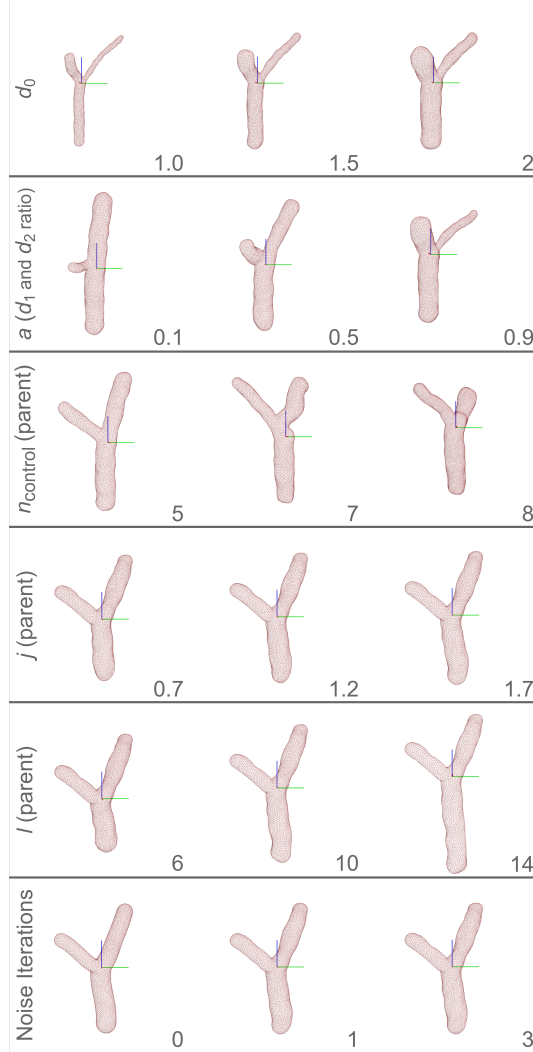 d0
1.0 1.5 2
a (d1 and d2 ratio)
0.1 0.5 0.9
ncontrol (parent)
5 7 8
j (parent)
0.7 1.2 1.7
l (parent)
6 10 14
Noise Iterations
0 1 3